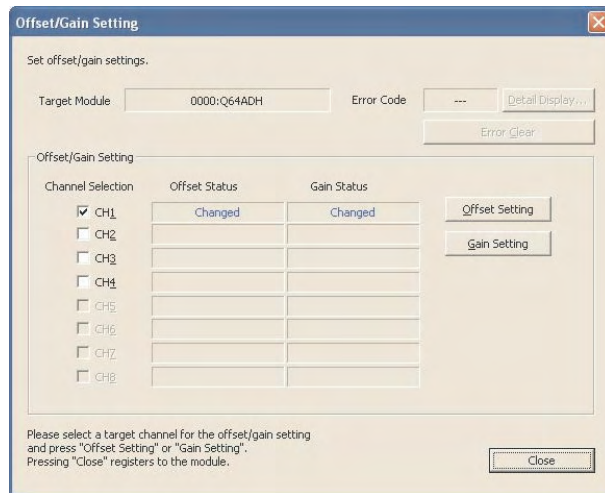 Offset/Gain Setting
Set offset/gain settings.
Target Module 0000:Q64ADH Error Code --- Detail Display...
Error Clear
Offset/Gain Setting
Channel Selection Offset Status Gain Status
CH1 Changed Changed Offset Setting
CH2
CH3 Gain Setting
CH4
CH5
CH6
CH7
CH8
Please select a target channel for the offset/gain setting
and press "Offset Setting" or "Gain Setting".
Pressing "Close" registers to the module.
Close